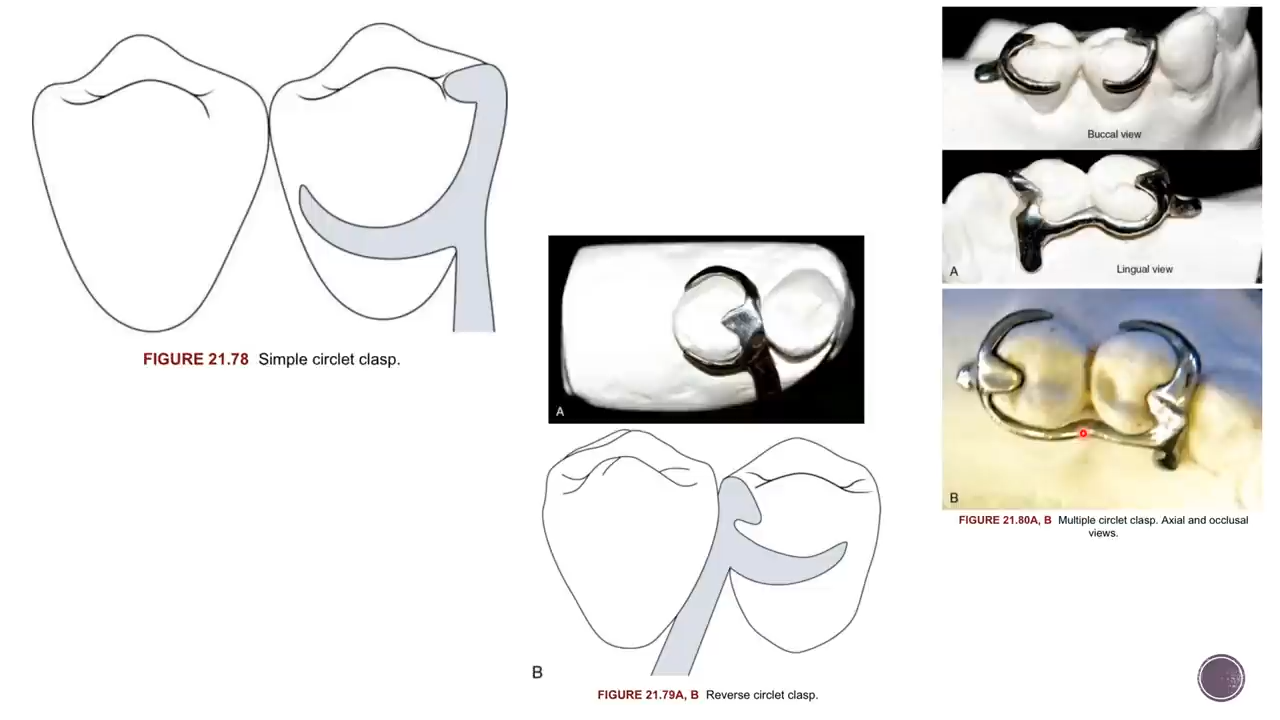 FIGURE 21.78 Simple circlet clasp.
A
B
FIGURE 21.79A, B Reverse circlet clasp.
Buccal view
A
Lingual view
B
FIGURE 21.80A, B Multiple circlet clasp. Axial and occlusal
views.